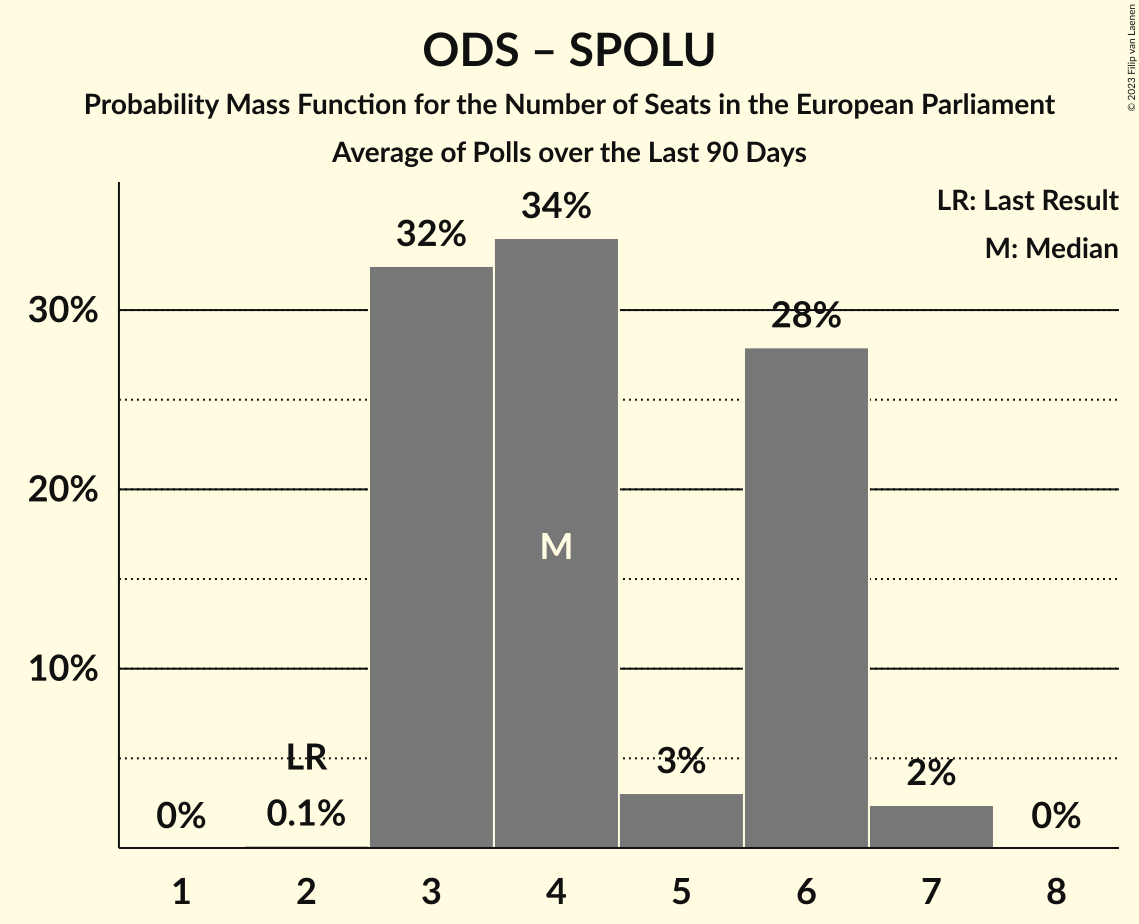 ODS – SPOLU
Probability Mass Function for the Number of Seats in the European Parliament
Average of Polls over the Last 90 Days
© 2023 Filip van Laenen
LR: Last Result
M: Median
34%
32%
30%
28%
20%
M
10%
LR
3%
2%
0%
0.1%
0%
1 2 3 4 5 6 7 8